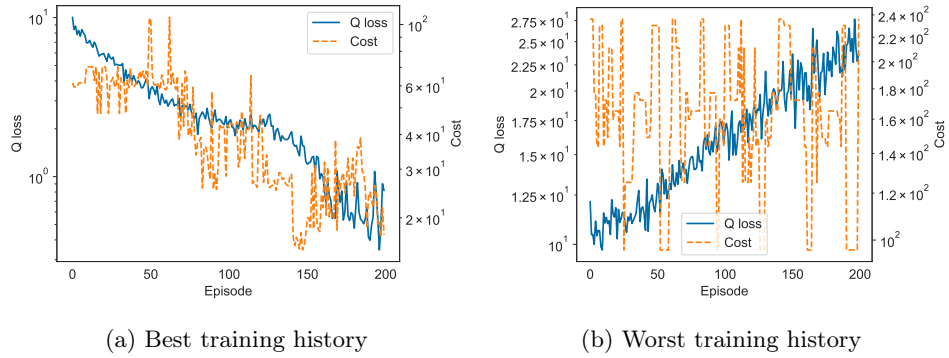 10¹
10⁰
Q loss
Q loss
Cost
10²
6 × 10¹
4 × 10¹
3 × 10¹
2 × 10¹
Cost
0 50 100 150 200
Episode
(a) Best training history
2.75 × 10¹
2.5 × 10¹
2.25 × 10¹
2 × 10¹
1.75 × 10¹
1.5 × 10¹
1.25 × 10¹
10¹
Q loss
Q loss
Cost
2.4 × 10²
2.2 × 10²
2 × 10²
1.8 × 10²
1.6 × 10²
1.4 × 10²
1.2 × 10²
10²
Cost
0 50 100 150 200
Episode
(b) Worst training history